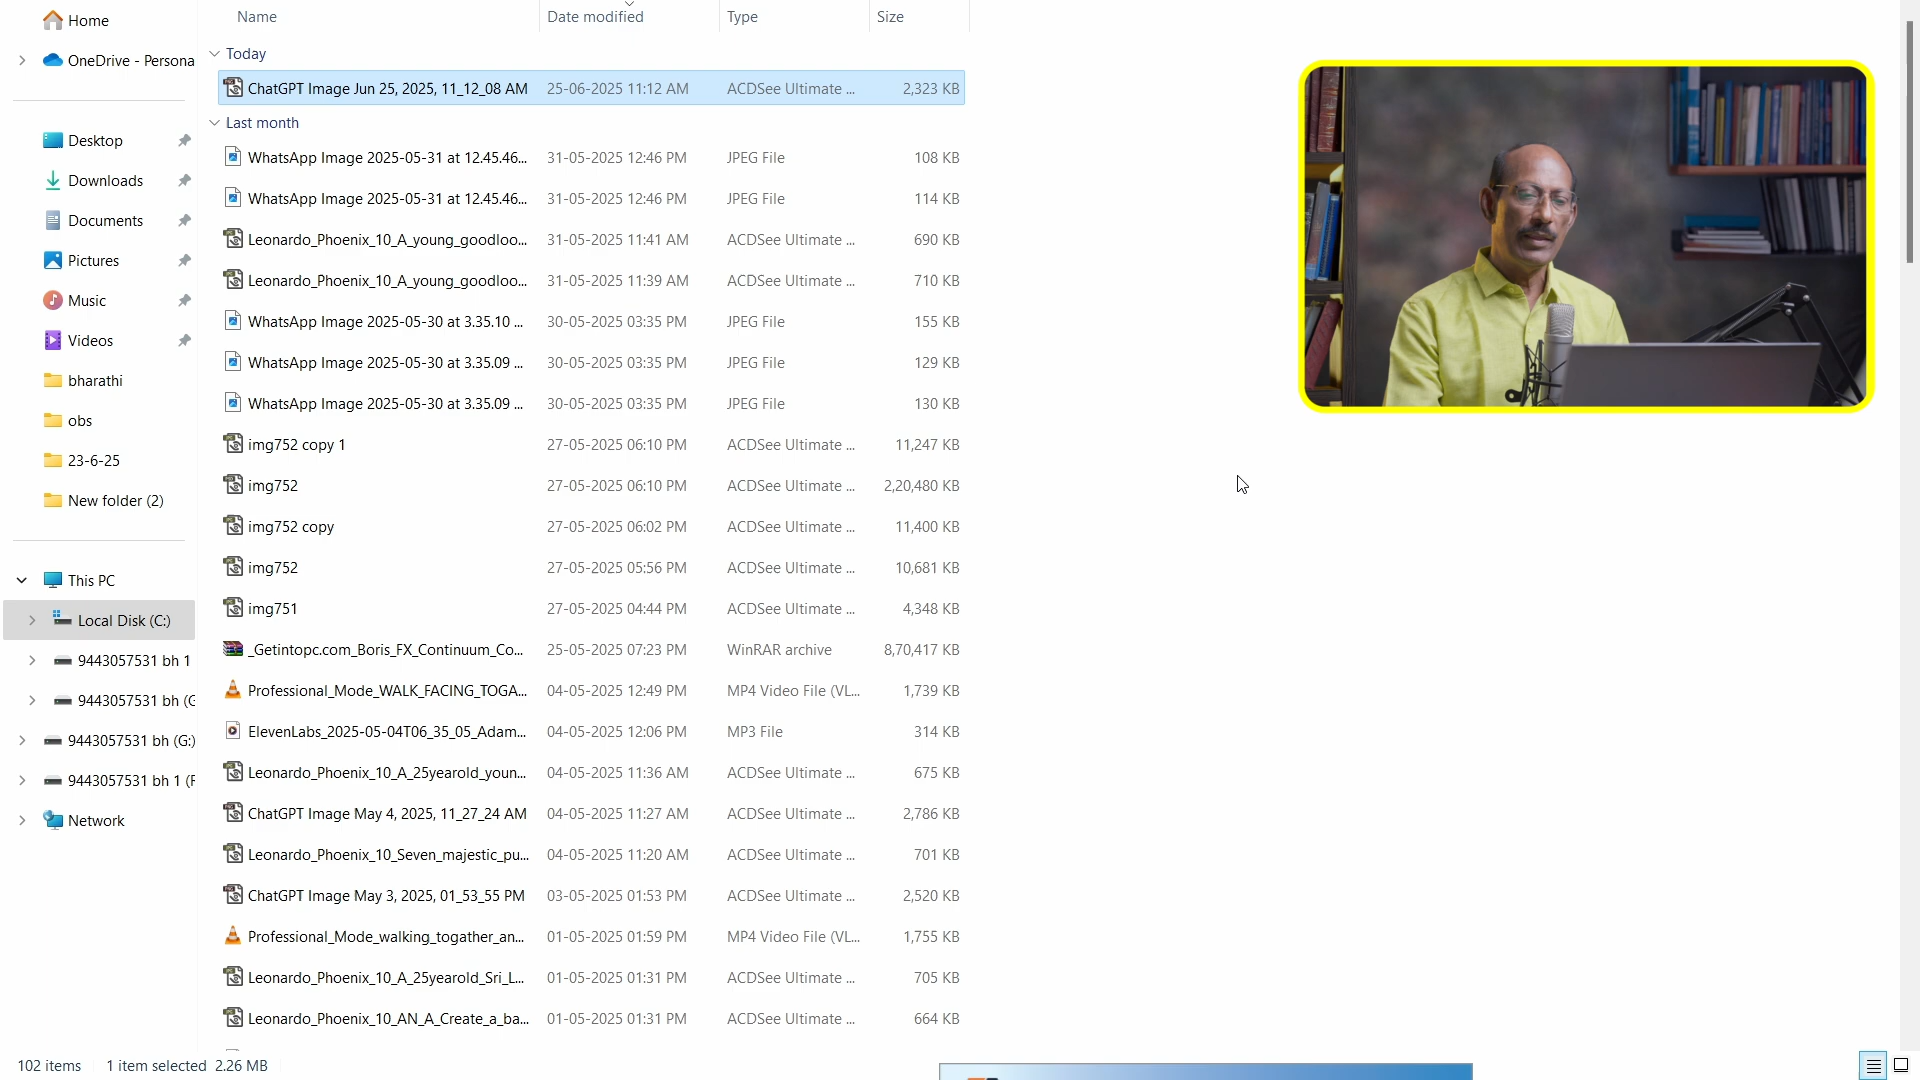 Home
OneDrive - Persona
Desktop
Downloads
Documents
Pictures
Music
Videos
bharathi
obs
23-6-25
New folder (2)
This PC
Local Disk (C:)
9443057531 bh 1
9443057531 bh (G
9443057531 bh (G:)
9443057531 bh 1 (F
Network
Name Date modified Type Size
Today
ChatGPT Image Jun 25, 2025, 11_12_08 AM 25-06-2025 11:12 AM ACDSee Ultimate ... 2,323 KB
Last month
WhatsApp Image 2025-05-31 at 12.45.46... 31-05-2025 12:46 PM JPEG File 108 KB
WhatsApp Image 2025-05-31 at 12.45.46... 31-05-2025 12:46 PM JPEG File 114 KB
Leonardo_Phoenix_10_A_young_goodloo... 31-05-2025 11:41 AM ACDSee Ultimate ... 690 KB
Leonardo_Phoenix_10_A_young_goodloo... 31-05-2025 11:39 AM ACDSee Ultimate ... 710 KB
WhatsApp Image 2025-05-30 at 3.35.10 ... 30-05-2025 03:35 PM JPEG File 155 KB
WhatsApp Image 2025-05-30 at 3.35.09 ... 30-05-2025 03:35 PM JPEG File 129 KB
WhatsApp Image 2025-05-30 at 3.35.09 ... 30-05-2025 03:35 PM JPEG File 130 KB
img752 copy 1 27-05-2025 06:10 PM ACDSee Ultimate ... 11,247 KB
img752 27-05-2025 06:10 PM ACDSee Ultimate ... 2,20,480 KB
img752 copy 27-05-2025 06:02 PM ACDSee Ultimate ... 11,400 KB
img752 27-05-2025 05:56 PM ACDSee Ultimate ... 10,681 KB
img751 27-05-2025 04:44 PM ACDSee Ultimate ... 4,348 KB
_Getintopc.com_Boris_FX_Continuum_Co... 25-05-2025 07:23 PM WinRAR archive 8,70,417 KB
Professional_Mode_WALK_FACING_TOGA... 04-05-2025 12:49 PM MP4 Video File (VL... 1,739 KB
ElevenLabs_2025-05-04T06_35_05_Adam... 04-05-2025 12:06 PM MP3 File 314 KB
Leonardo_Phoenix_10_A_25yearold_youn... 04-05-2025 11:36 AM ACDSee Ultimate ... 675 KB
ChatGPT Image May 4, 2025, 11_27_24 AM 04-05-2025 11:27 AM ACDSee Ultimate ... 2,786 KB
Leonardo_Phoenix_10_Seven_majestic_pu... 04-05-2025 11:20 AM ACDSee Ultimate ... 701 KB
ChatGPT Image May 3, 2025, 01_53_55 PM 03-05-2025 01:53 PM ACDSee Ultimate ... 2,520 KB
Professional_Mode_walking_togather_an... 01-05-2025 01:59 PM MP4 Video File (VL... 1,755 KB
Leonardo_Phoenix_10_A_25yearold_Sri_L... 01-05-2025 01:31 PM ACDSee Ultimate ... 705 KB
Leonardo_Phoenix_10_AN_A_Create_a_ba... 01-05-2025 01:31 PM ACDSee Ultimate ... 664 KB
102 items 1 item selected 2.26 MB